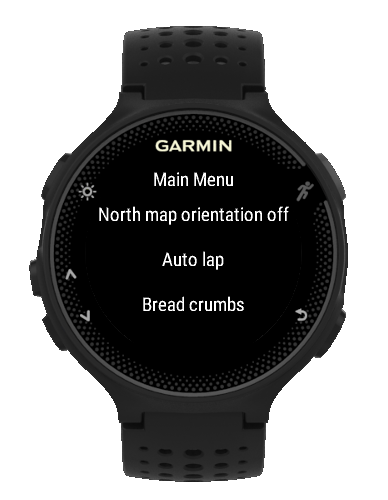 GARMIN
Main Menu
North map orientation off
Auto lap
Bread crumbs